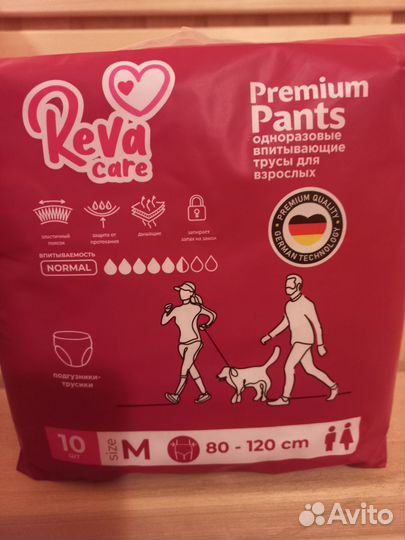 Reva
care
Premium
Pants
одноразовые
впитывающие
трусы для
взрослых
эластичный
поясок
защита от
протекания
дышащие
запирает
запах на замок
ВПИТЫВАЕМОСТЬ
NORMAL
PREMIUM QUALITY
GERMAN TECHNOLOGY
подгузники-
трусики
10
шт
size
M
80 - 120 cm
Avito